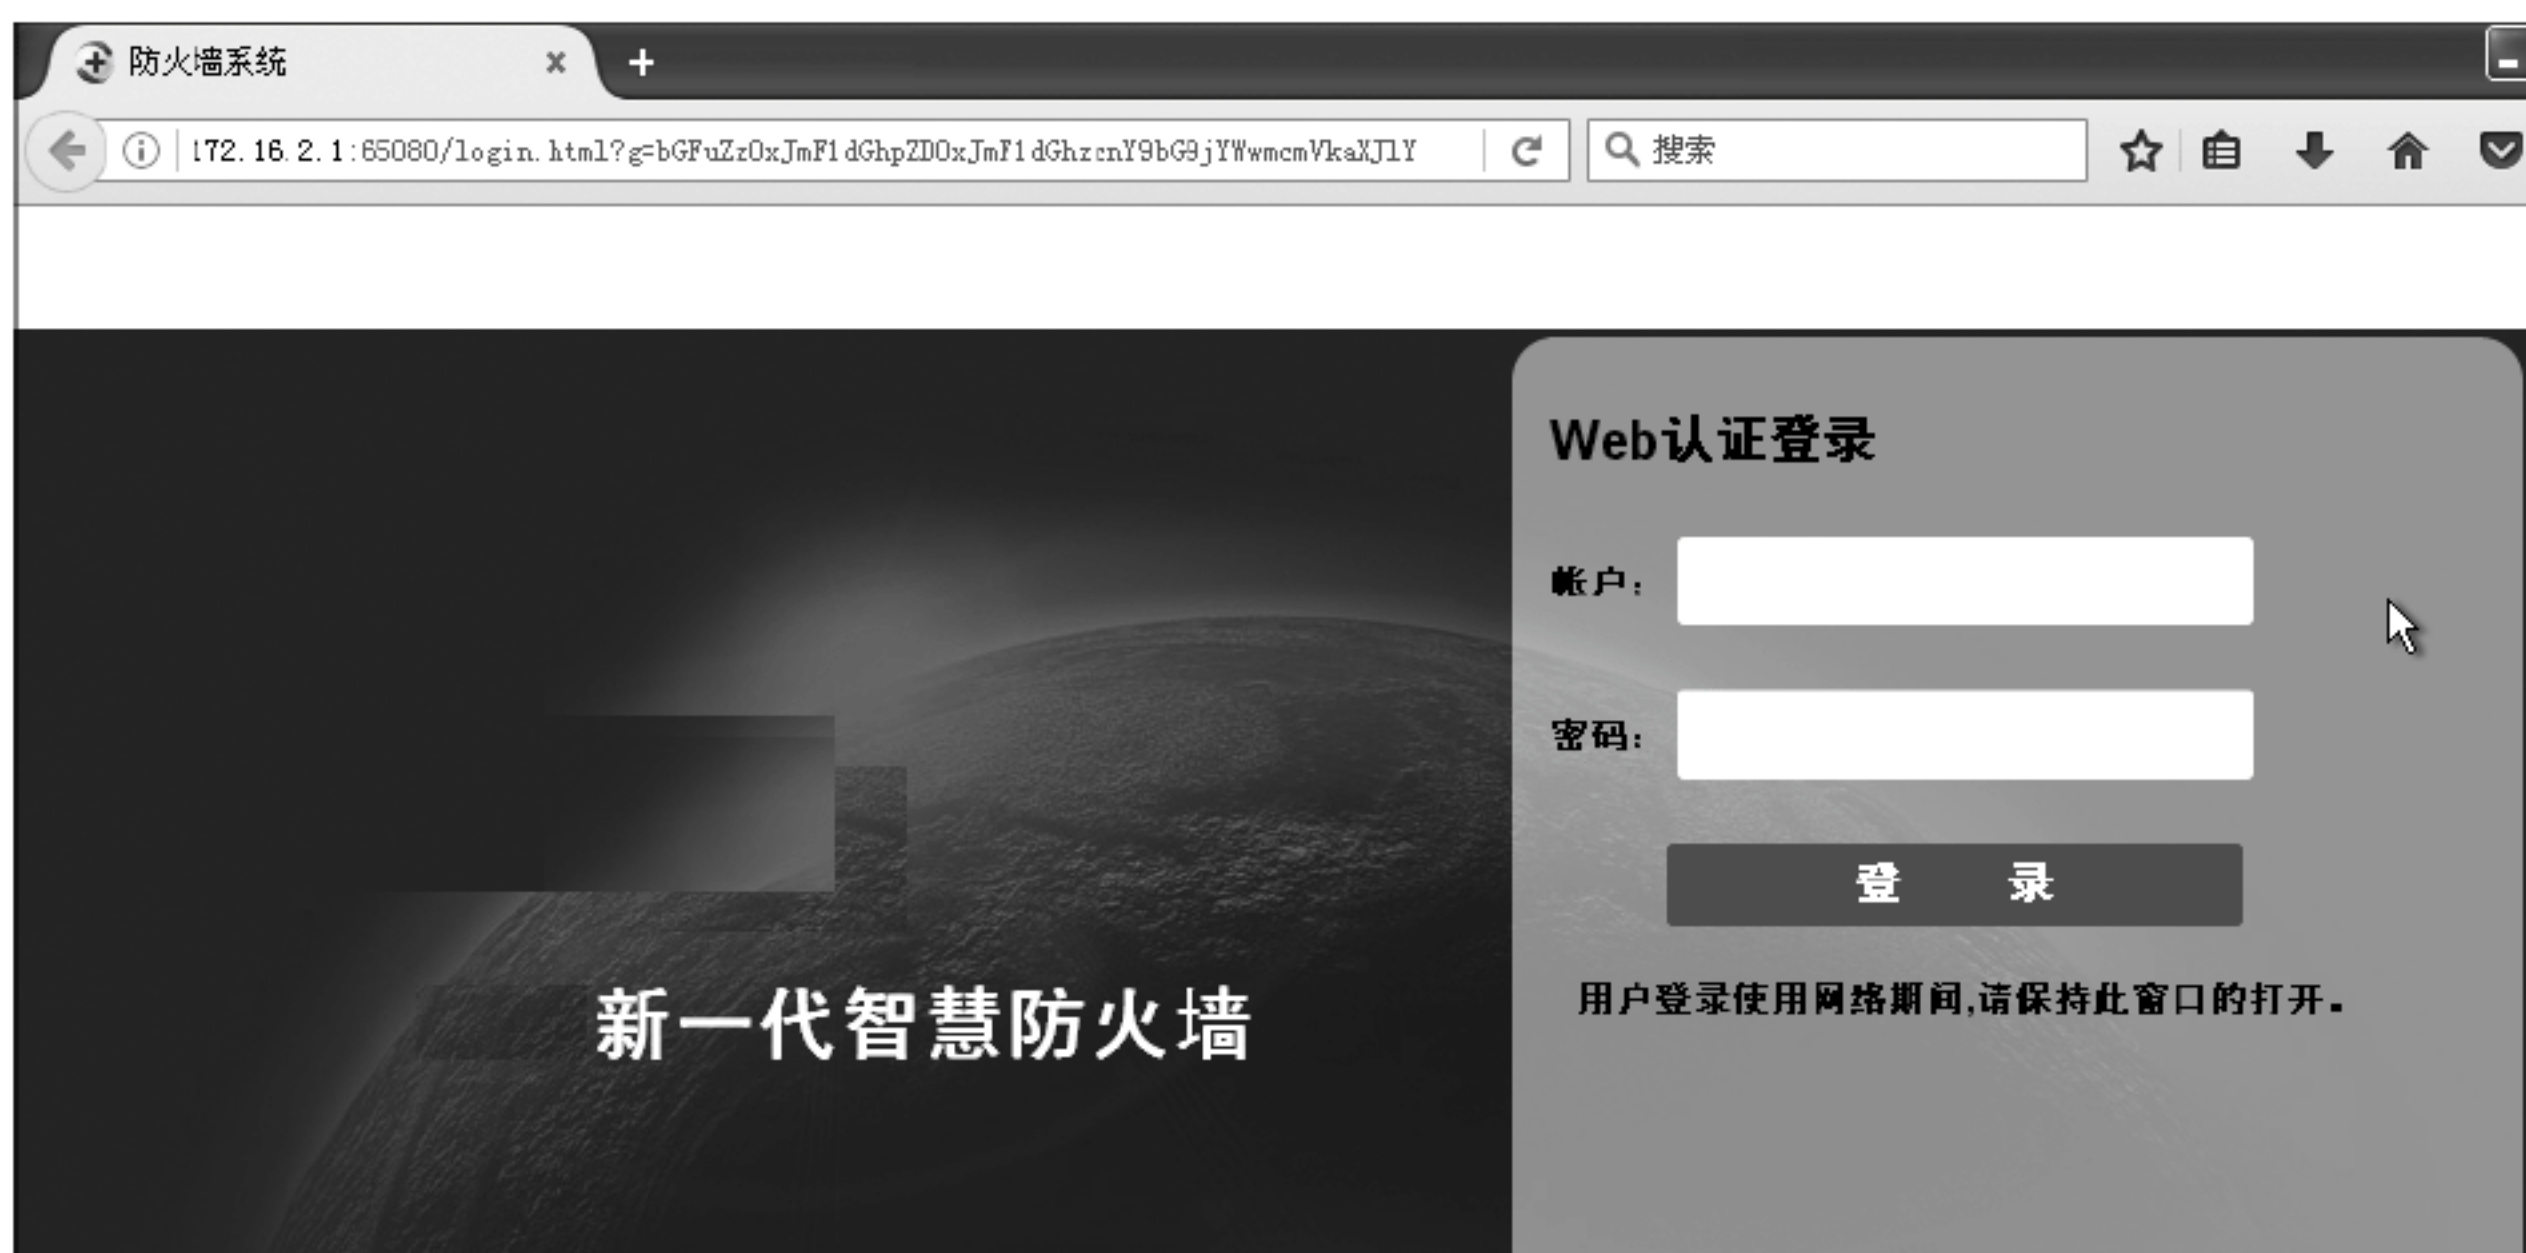 防火墙系统
172.16.2.1:65080/login.html?g=bGFuZz0xJmF1dGhpZD0xJmF1dGhzcnY9bG9jYWwmcmVkaXJlY
搜索
Web认证登录
帐户：
密码：
登 录
用户登录使用网络期间,请保持此窗口的打开。
新一代智慧防火墙